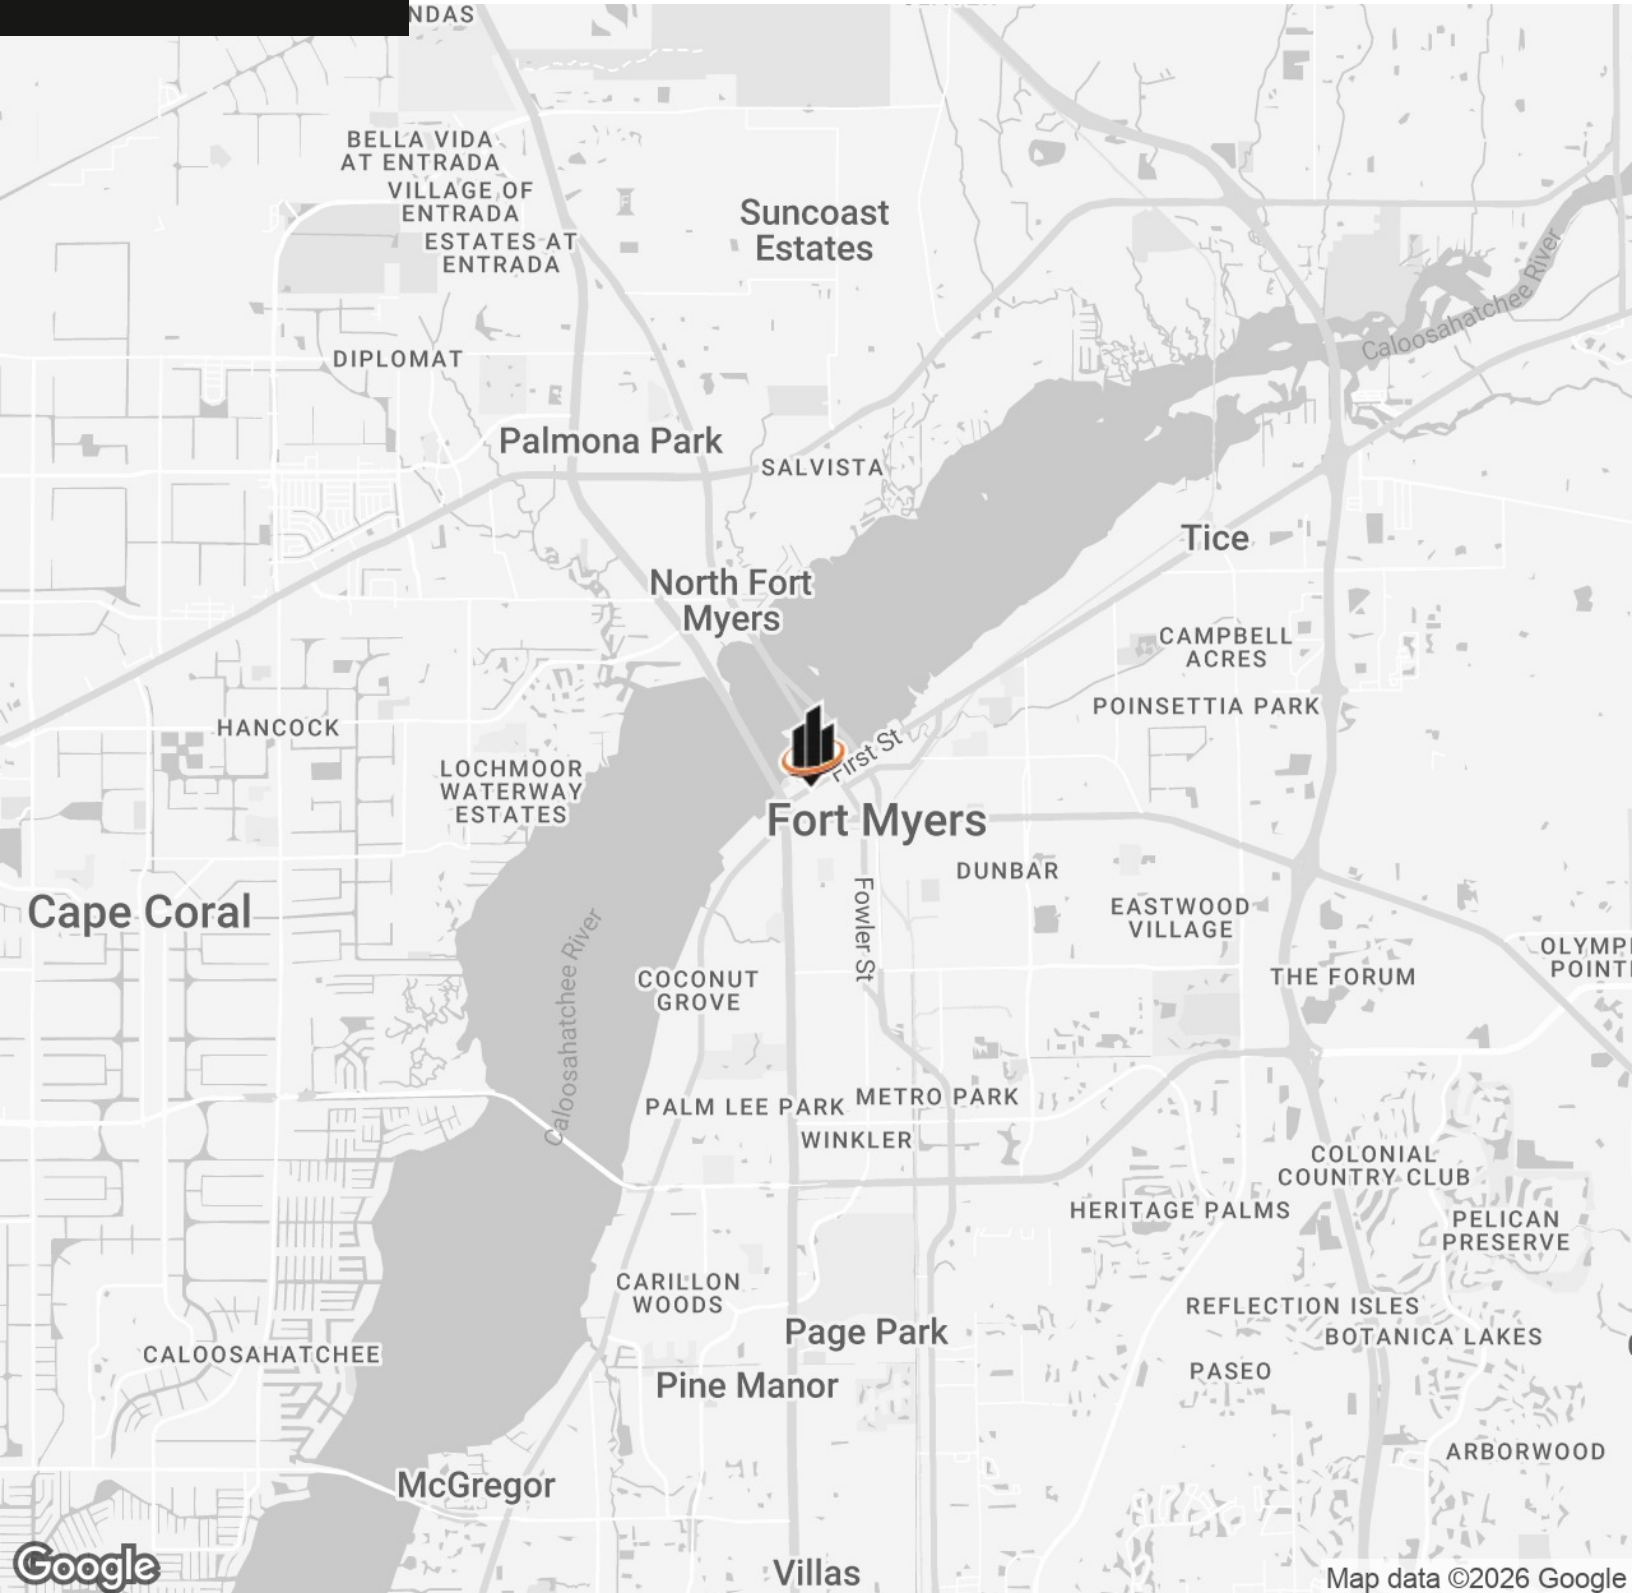 NDAS
BELLA VIDA
AT ENTRADA
VILLAGE OF
ENTRADA
ESTATES AT
ENTRADA
Suncoast
Estates
Caloosahatchee River
DIPLOMAT
Palmona Park
SALVISTA
Tice
North Fort
Myers
CAMPBELL
ACRES
POINSETTIA PARK
HANCOCK
First St
LOCHMOOR
WATERWAY
ESTATES
Fort Myers
DUNBAR
Cape Coral
Fowler St
EASTWOOD
VILLAGE
OLYMPI
POINTE
THE FORUM
COCONUT
GROVE
Caloosahatchee River
PALM LEE PARK
METRO PARK
WINKLER
COLONIAL
COUNTRY CLUB
HERITAGE PALMS
PELICAN
PRESERVE
CARILLON
WOODS
REFLECTION ISLES
Page Park
BOTANICA LAKES
CALOOSAHATCHEE
PASEO
Pine Manor
ARBORWOOD
McGregor
Google
Villas
Map data ©2026 Google